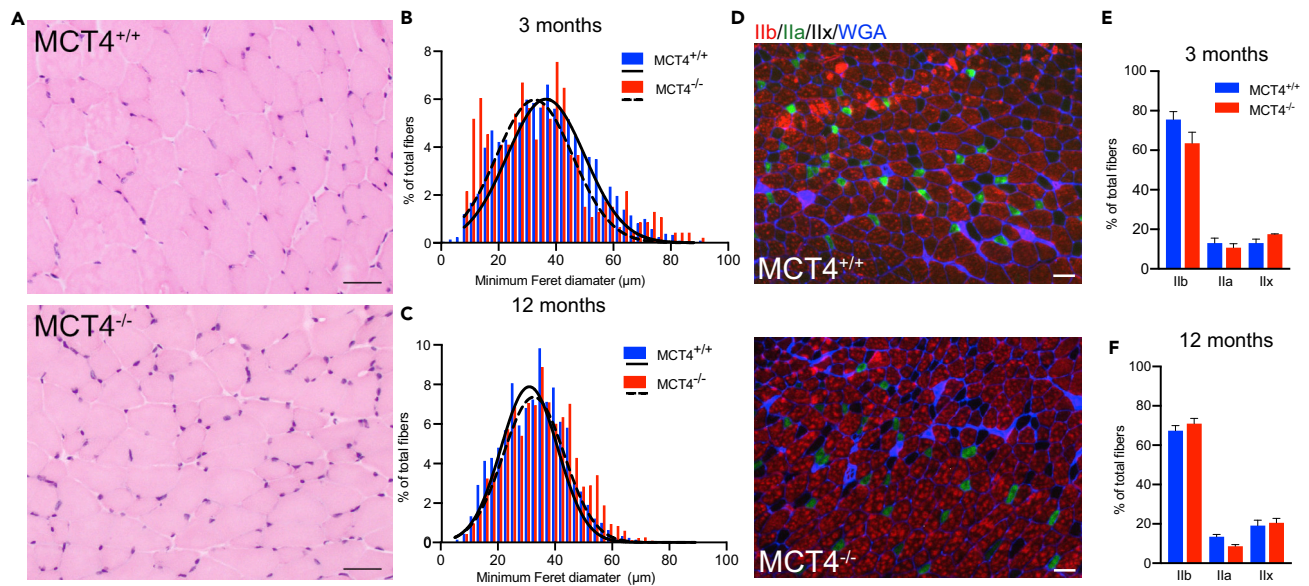 A
MCT4+/+
MCT4-/-
B
3 months
8
6
4
2
0
% of total fibers
0 20 40 60 80 100
Minimum Feret diamater (µm)
MCT4+/+
MCT4-/-
C
12 months
10
8
6
4
2
0
% of total fibers
0 20 40 60 80 100
Minimum Feret diamater (µm)
MCT4+/+
MCT4-/-
D
IIb/IIa/IIx/WGA
MCT4+/+
MCT4-/-
E
3 months
100
80
60
40
20
0
% of total fibers
MCT4+/+
MCT4-/-
IIb IIa IIx
F
12 months
100
80
60
40
20
0
% of total fibers
IIb IIa IIx